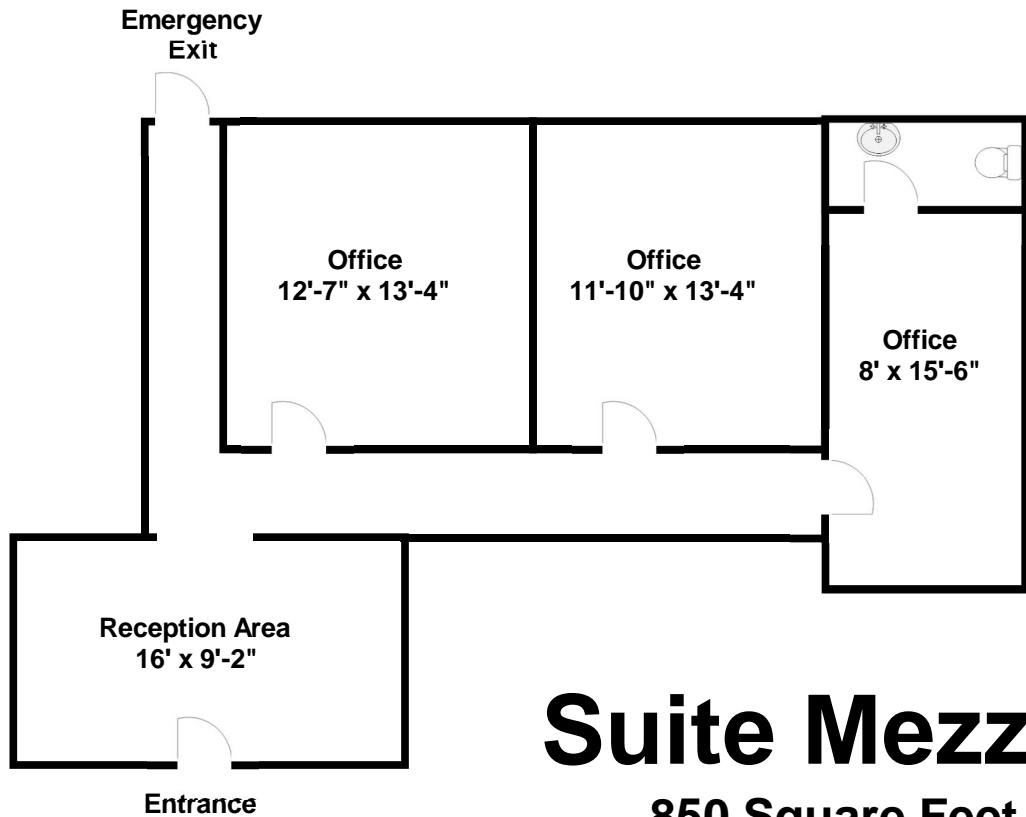 Emergency
Exit
Office
12'-7" x 13'-4"
Office
11'-10" x 13'-4"
Office
8' x 15'-6"
Reception Area
16' x 9'-2"
Entrance
Suite Mezz
850 Square Feet